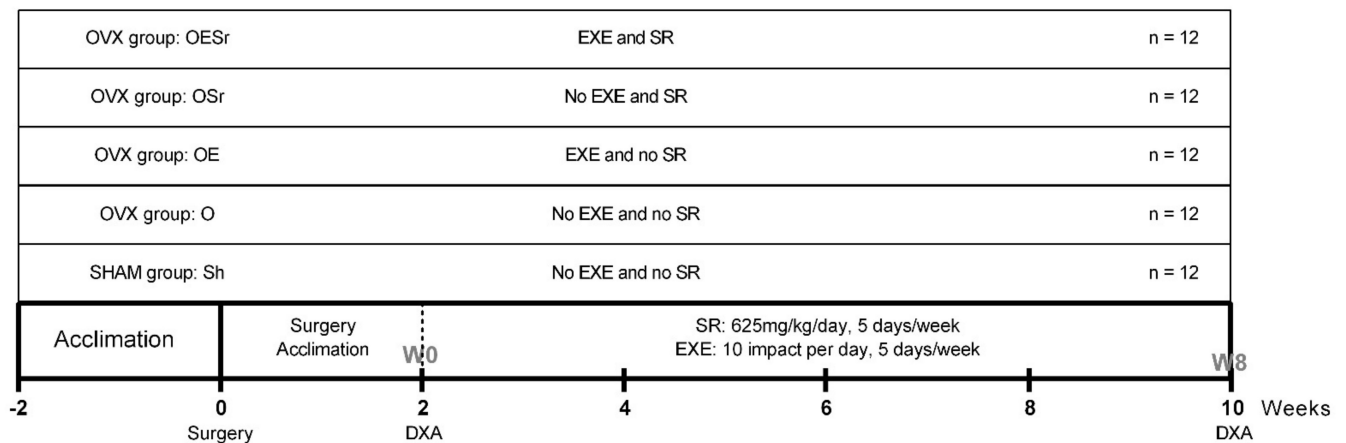 OVX group: OESr EXE and SR n = 12
OVX group: OSr No EXE and SR n = 12
OVX group: OE EXE and no SR n = 12
OVX group: O No EXE and no SR n = 12
SHAM group: Sh No EXE and no SR n = 12
Acclimation
Surgery
Acclimation
W0
SR: 625mg/kg/day, 5 days/week
EXE: 10 impact per day, 5 days/week
W8
-2 0 2 4 6 8 10 Weeks
Surgery DXA DXA